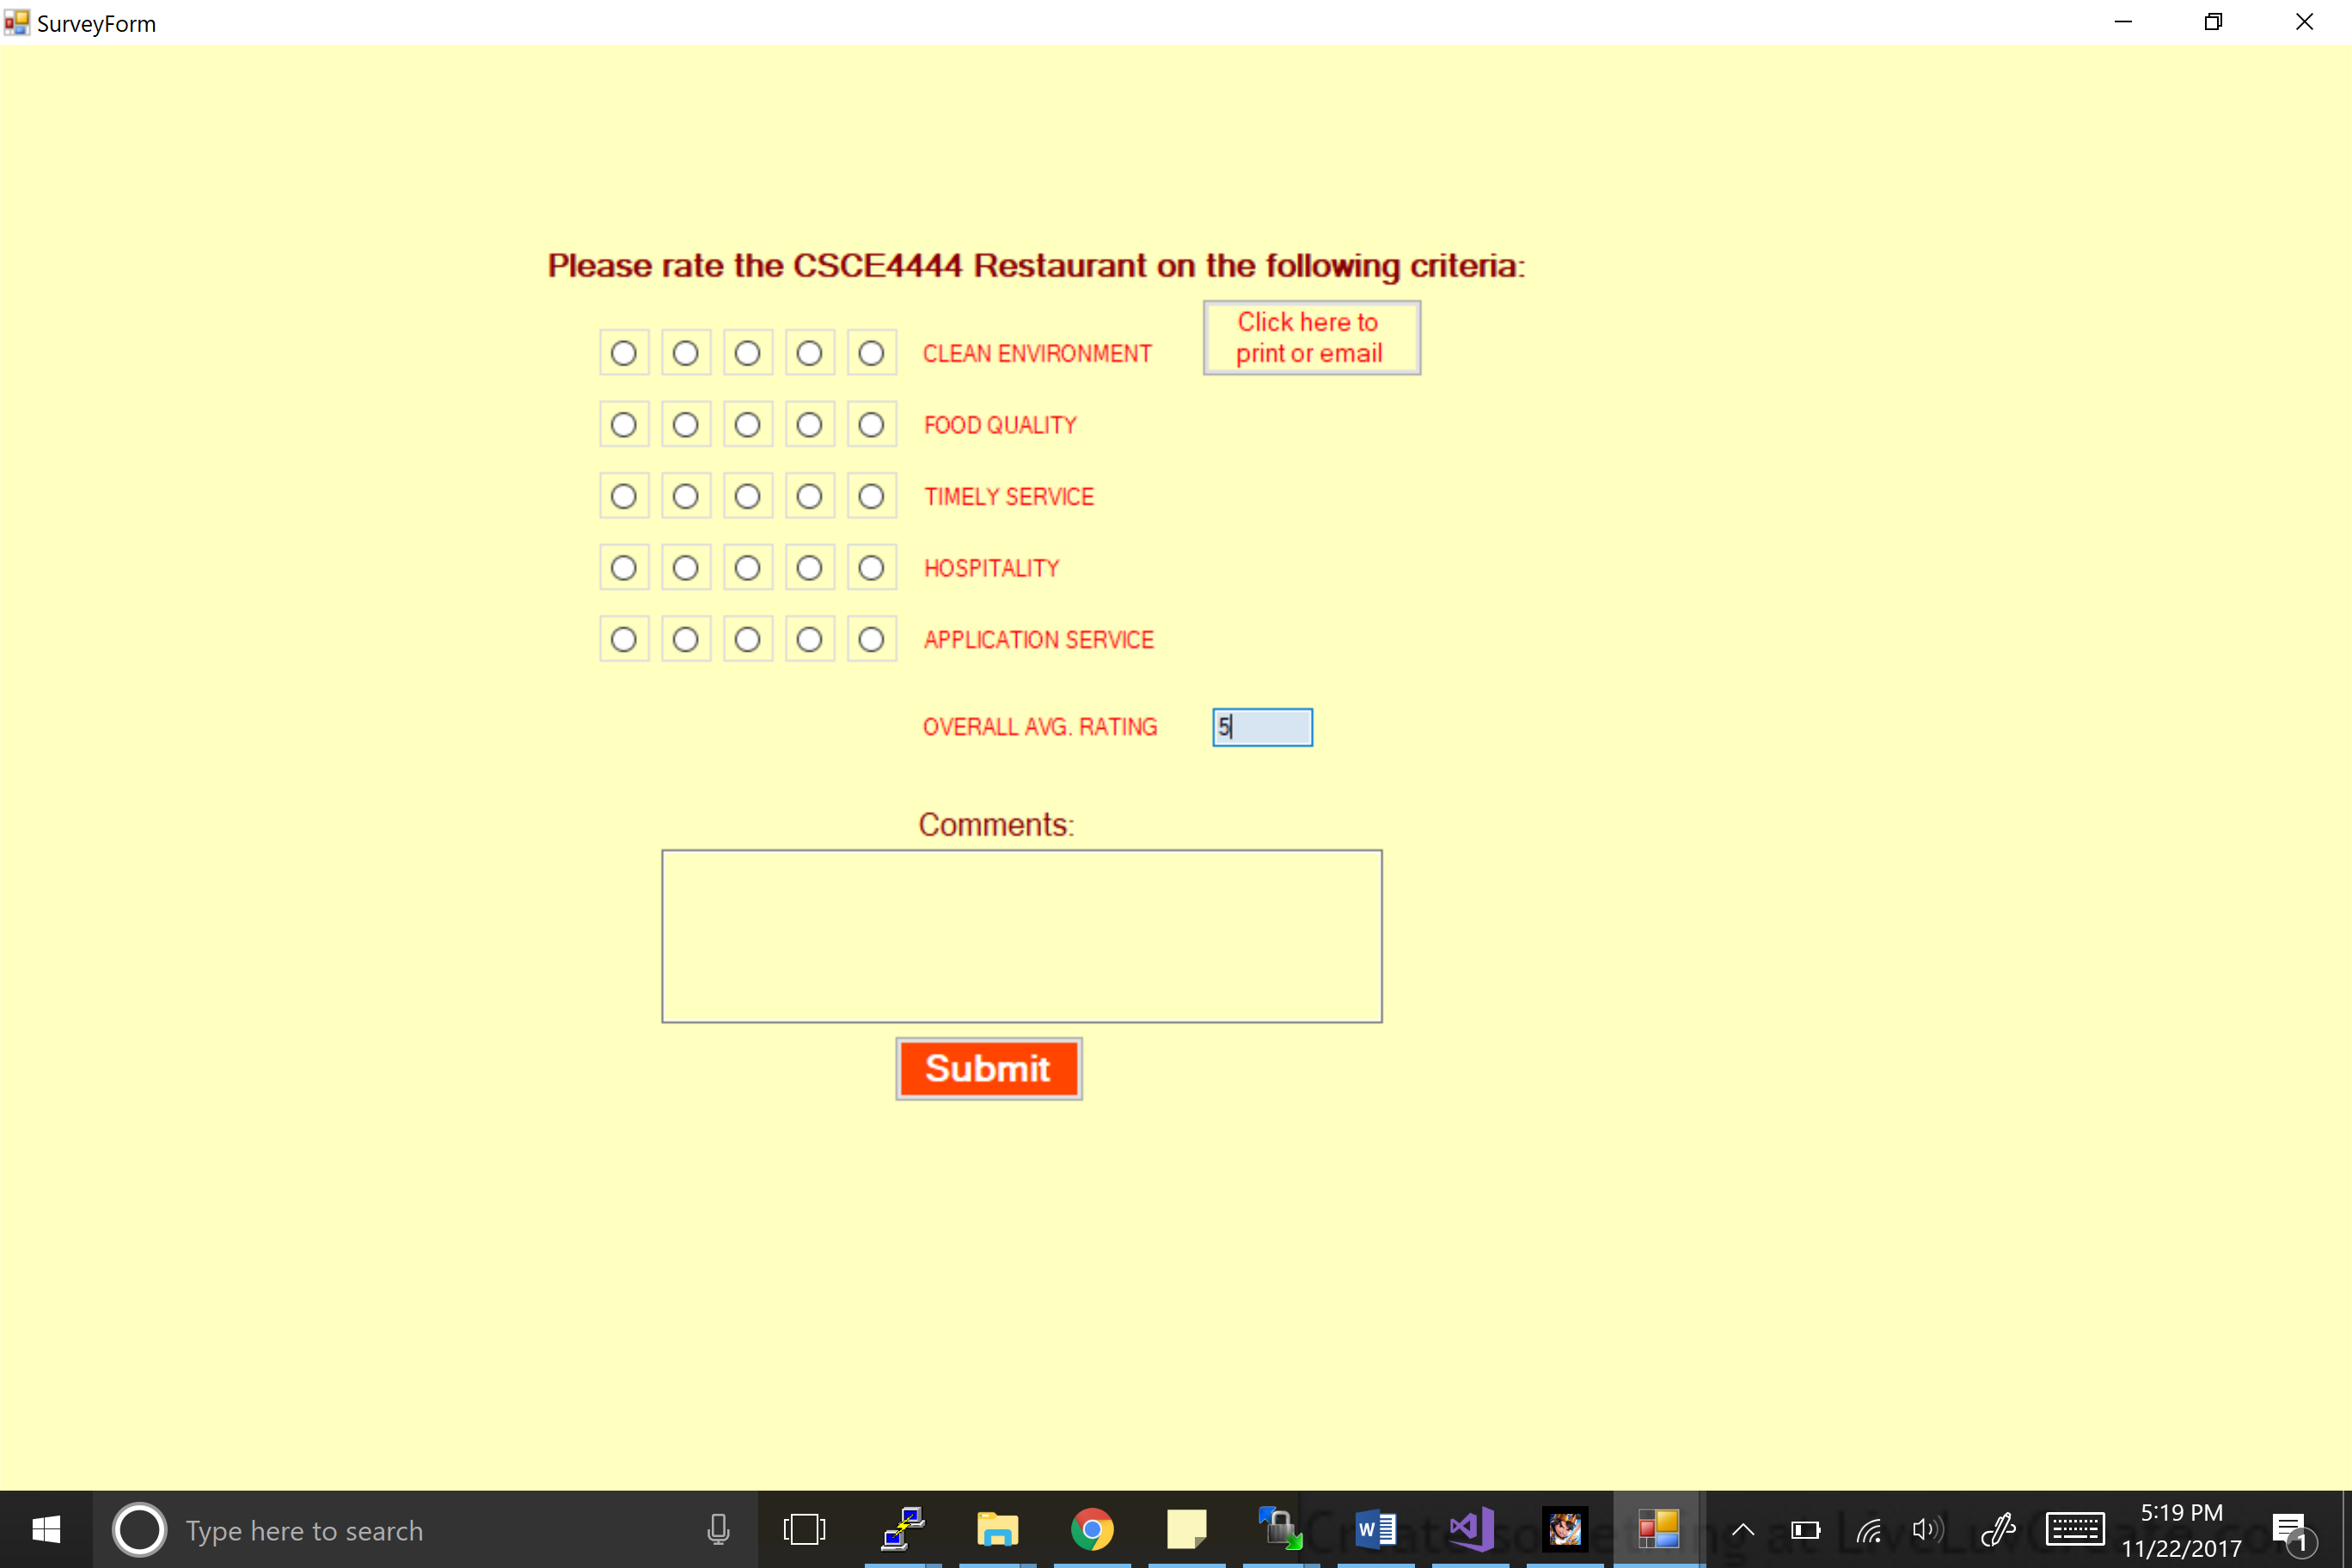 SurveyForm
Please rate the CSCE4444 Restaurant on the following criteria:
Click here to
print or email
CLEAN ENVIRONMENT
FOOD QUALITY
TIMELY SERVICE
HOSPITALITY
APPLICATION SERVICE
OVERALL AVG. RATING 5
Comments:
Submit
Type here to search
W
5:19 PM
11/22/2017
1